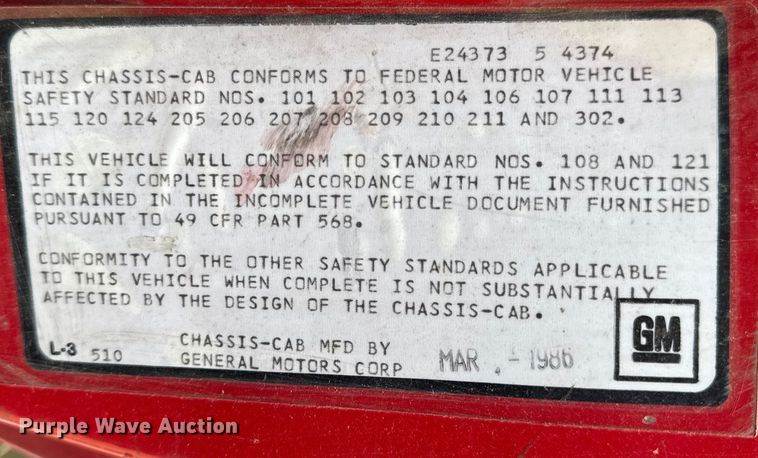 E24373 5 4374
THIS CHASSIS-CAB CONFORMS TO FEDERAL MOTOR VEHICLE
SAFETY STANDARD NOS. 101 102 103 104 106 107 111 113
115 120 124 205 206 207 208 209 210 211 AND 302.
THIS VEHICLE WILL CONFORM TO STANDARD NOS. 108 AND 121
IF IT IS COMPLETED IN ACCORDANCE WITH THE INSTRUCTIONS
CONTAINED IN THE INCOMPLETE VEHICLE DOCUMENT FURNISHED
PURSUANT TO 49 CFR PART 568.
CONFORMITY TO THE OTHER SAFETY STANDARDS APPLICABLE
TO THIS VEHICLE WHEN COMPLETE IS NOT SUBSTANTIALLY
AFFECTED BY THE DESIGN OF THE CHASSIS-CAB.
L-3 510
CHASSIS-CAB MFD BY
GENERAL MOTORS CORP
MAR. - 1986
GM
Purple Wave Auction